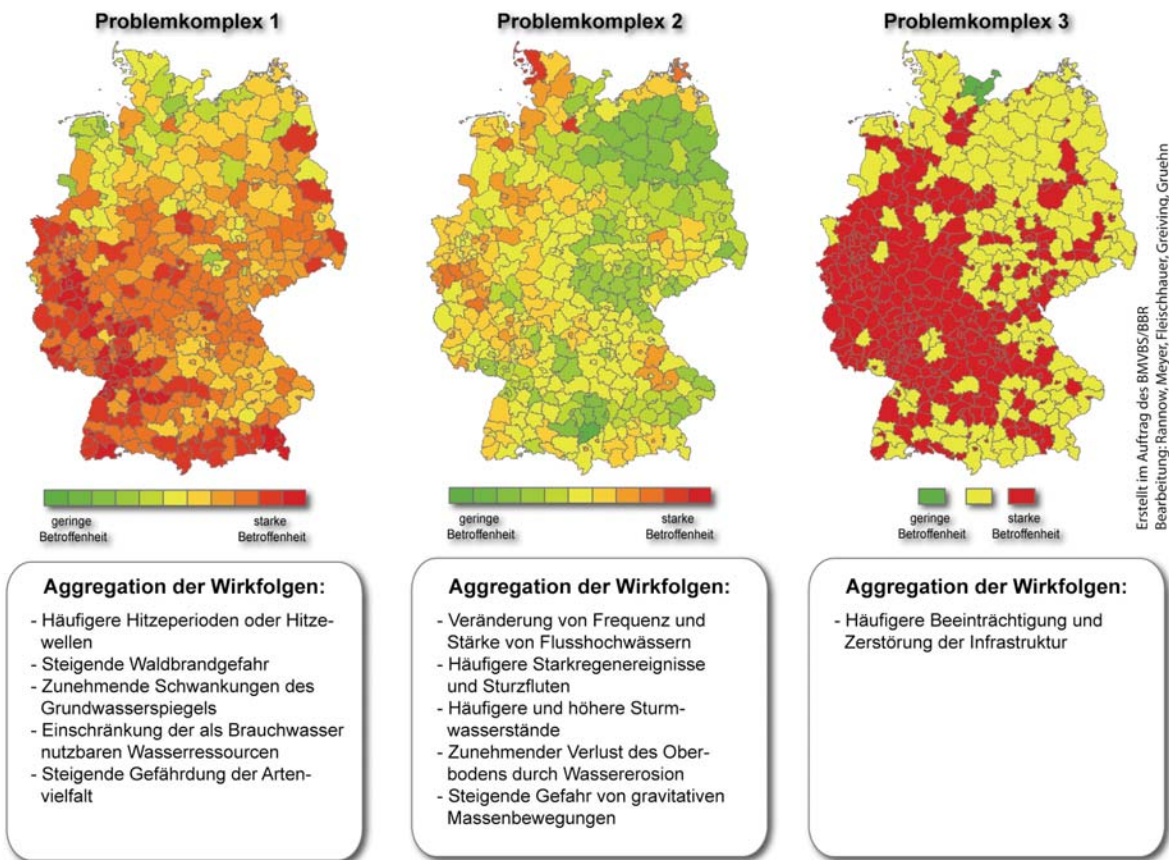 Problemkomplex 1
geringe
Betroffenheit
starke
Betroffenheit
Aggregation der Wirkfolgen:
- Häufigere Hitzeperioden oder Hitze-
wellen
- Steigende Waldbrandgefahr
- Zunehmende Schwankungen des
Grundwasserspiegels
- Einschränkung der als Brauchwasser
nutzbaren Wasserressourcen
- Steigende Gefährdung der Arten-
vielfalt
Problemkomplex 2
geringe
Betroffenheit
starke
Betroffenheit
Aggregation der Wirkfolgen:
- Veränderung von Frequenz und
Stärke von Flusshochwässern
- Häufigere Starkregenereignisse
und Sturzfluten
- Häufigere und höhere Sturm-
wasserstände
- Zunehmender Verlust des Ober-
bodens durch Wassererosion
- Steigende Gefahr von gravitativen
Massenbewegungen
Problemkomplex 3
geringe
Betroffenheit
starke
Betroffenheit
Aggregation der Wirkfolgen:
- Häufigere Beeinträchtigung und
Zerstörung der Infrastruktur
Erstellt im Auftrag des BMVBS/BBR
Bearbeitung: Rannow, Meyer, Fleischhauer, Greiving, Gruehn